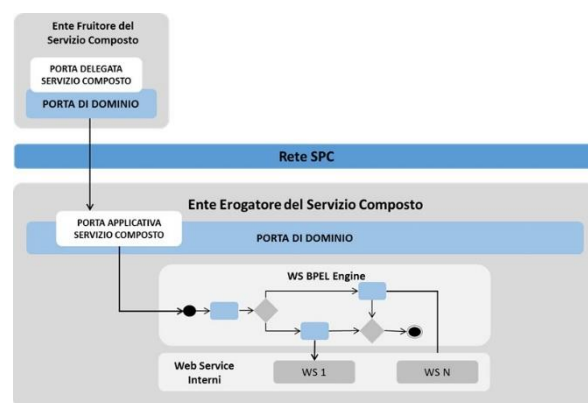 Ente Fruitore del
Servizio Composto
PORTA DELEGATA
SERVIZIO COMPOSTO
PORTA DI DOMINIO
Rete SPC
Ente Erogatore del Servizio Composto
PORTA APPLICATIVA
SERVIZIO COMPOSTO
PORTA DI DOMINIO
WS BPEL Engine
Web Service
Interni
WS 1
WS N